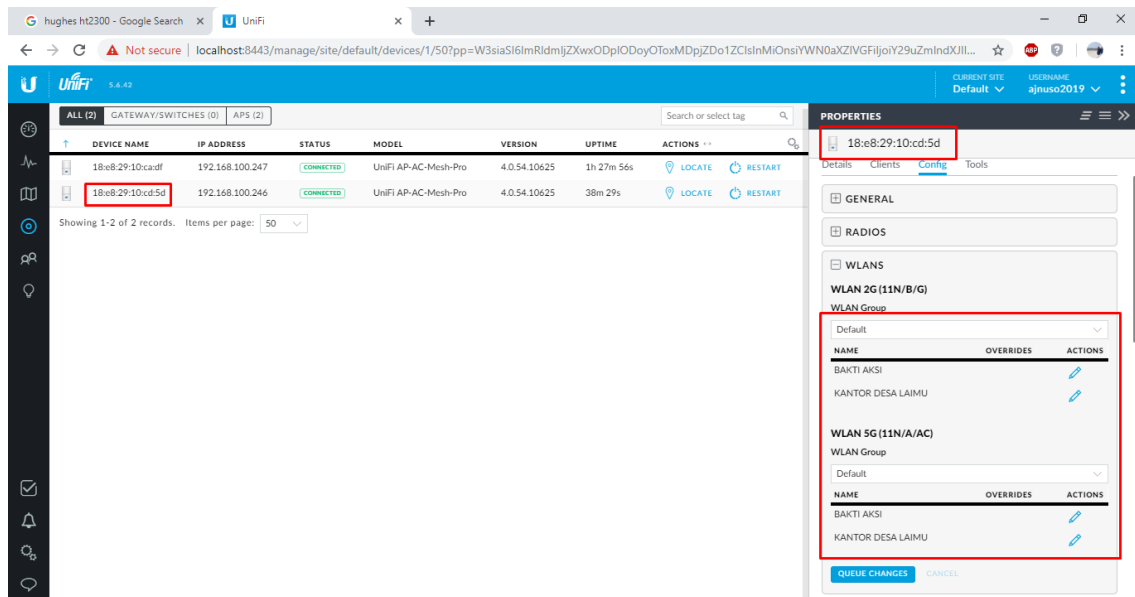 hughes ht2300 - Google Search
UniFi
Not secure | localhost:8443/manage/site/default/devices/1/50?pp=W3siaSI6ImRldmljZXwxODplODoyOToxMDpjZDo1ZCIsInMiOnsiYWN0aXZlVGFiIjoiY29uZmlndXJII...
ABP
UniFi 5.6.42
CURRENT SITE
Default
USERNAME
ajnuso2019
ALL (2) GATEWAY/SWITCHES (0) APS (2)
Search or select tag
DEVICE NAME IP ADDRESS STATUS MODEL VERSION UPTIME ACTIONS
18:e8:29:10:ca:df 192.168.100.247 CONNECTED UniFi AP-AC-Mesh-Pro 4.0.54.10625 1h 27m 56s LOCATE RESTART
18:e8:29:10:cd:5d 192.168.100.246 CONNECTED UniFi AP-AC-Mesh-Pro 4.0.54.10625 38m 29s LOCATE RESTART
Showing 1-2 of 2 records. Items per page: 50
PROPERTIES
18:e8:29:10:cd:5d
Details Clients Config Tools
GENERAL
RADIOS
WLANS
WLAN 2G (11N/B/G)
WLAN Group
Default
NAME OVERRIDES ACTIONS
BAKTI AKSI
KANTOR DESA LAIMU
WLAN 5G (11N/A/AC)
WLAN Group
Default
NAME OVERRIDES ACTIONS
BAKTI AKSI
KANTOR DESA LAIMU
QUEUE CHANGES CANCEL